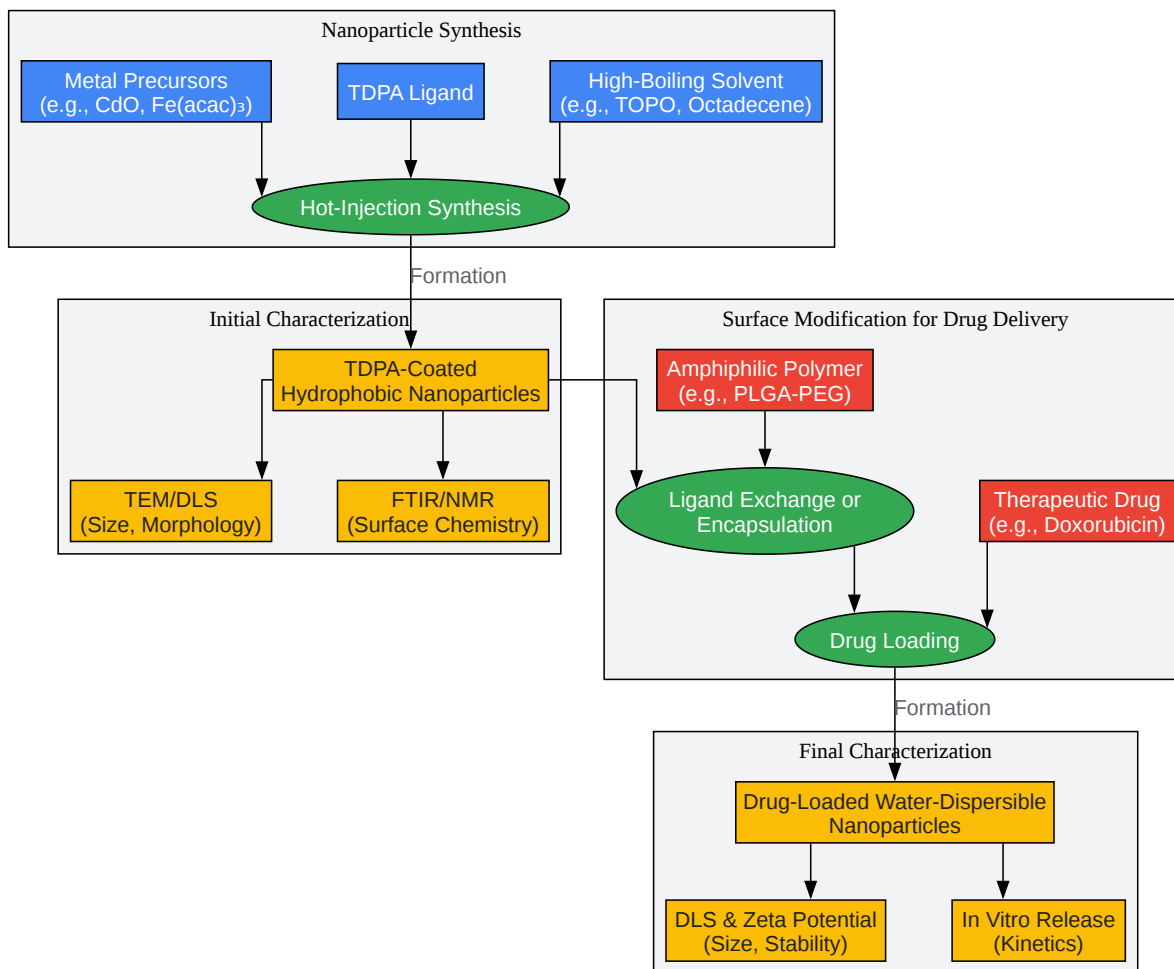 Nanoparticle Synthesis
Metal Precursors
(e.g., CdO, Fe(acac)₃)
TDPA Ligand
High-Boiling Solvent
(e.g., TOPO, Octadecene)
Hot-Injection Synthesis
Formation
Initial Characterization
TDPA-Coated
Hydrophobic Nanoparticles
TEM/DLS
(Size, Morphology)
FTIR/NMR
(Surface Chemistry)
Surface Modification for Drug Delivery
Amphiphilic Polymer
(e.g., PLGA-PEG)
Ligand Exchange or
Encapsulation
Therapeutic Drug
(e.g., Doxorubicin)
Drug Loading
Formation
Final Characterization
Drug-Loaded Water-Dispersible
Nanoparticles
DLS & Zeta Potential
(Size, Stability)
In Vitro Release
(Kinetics)